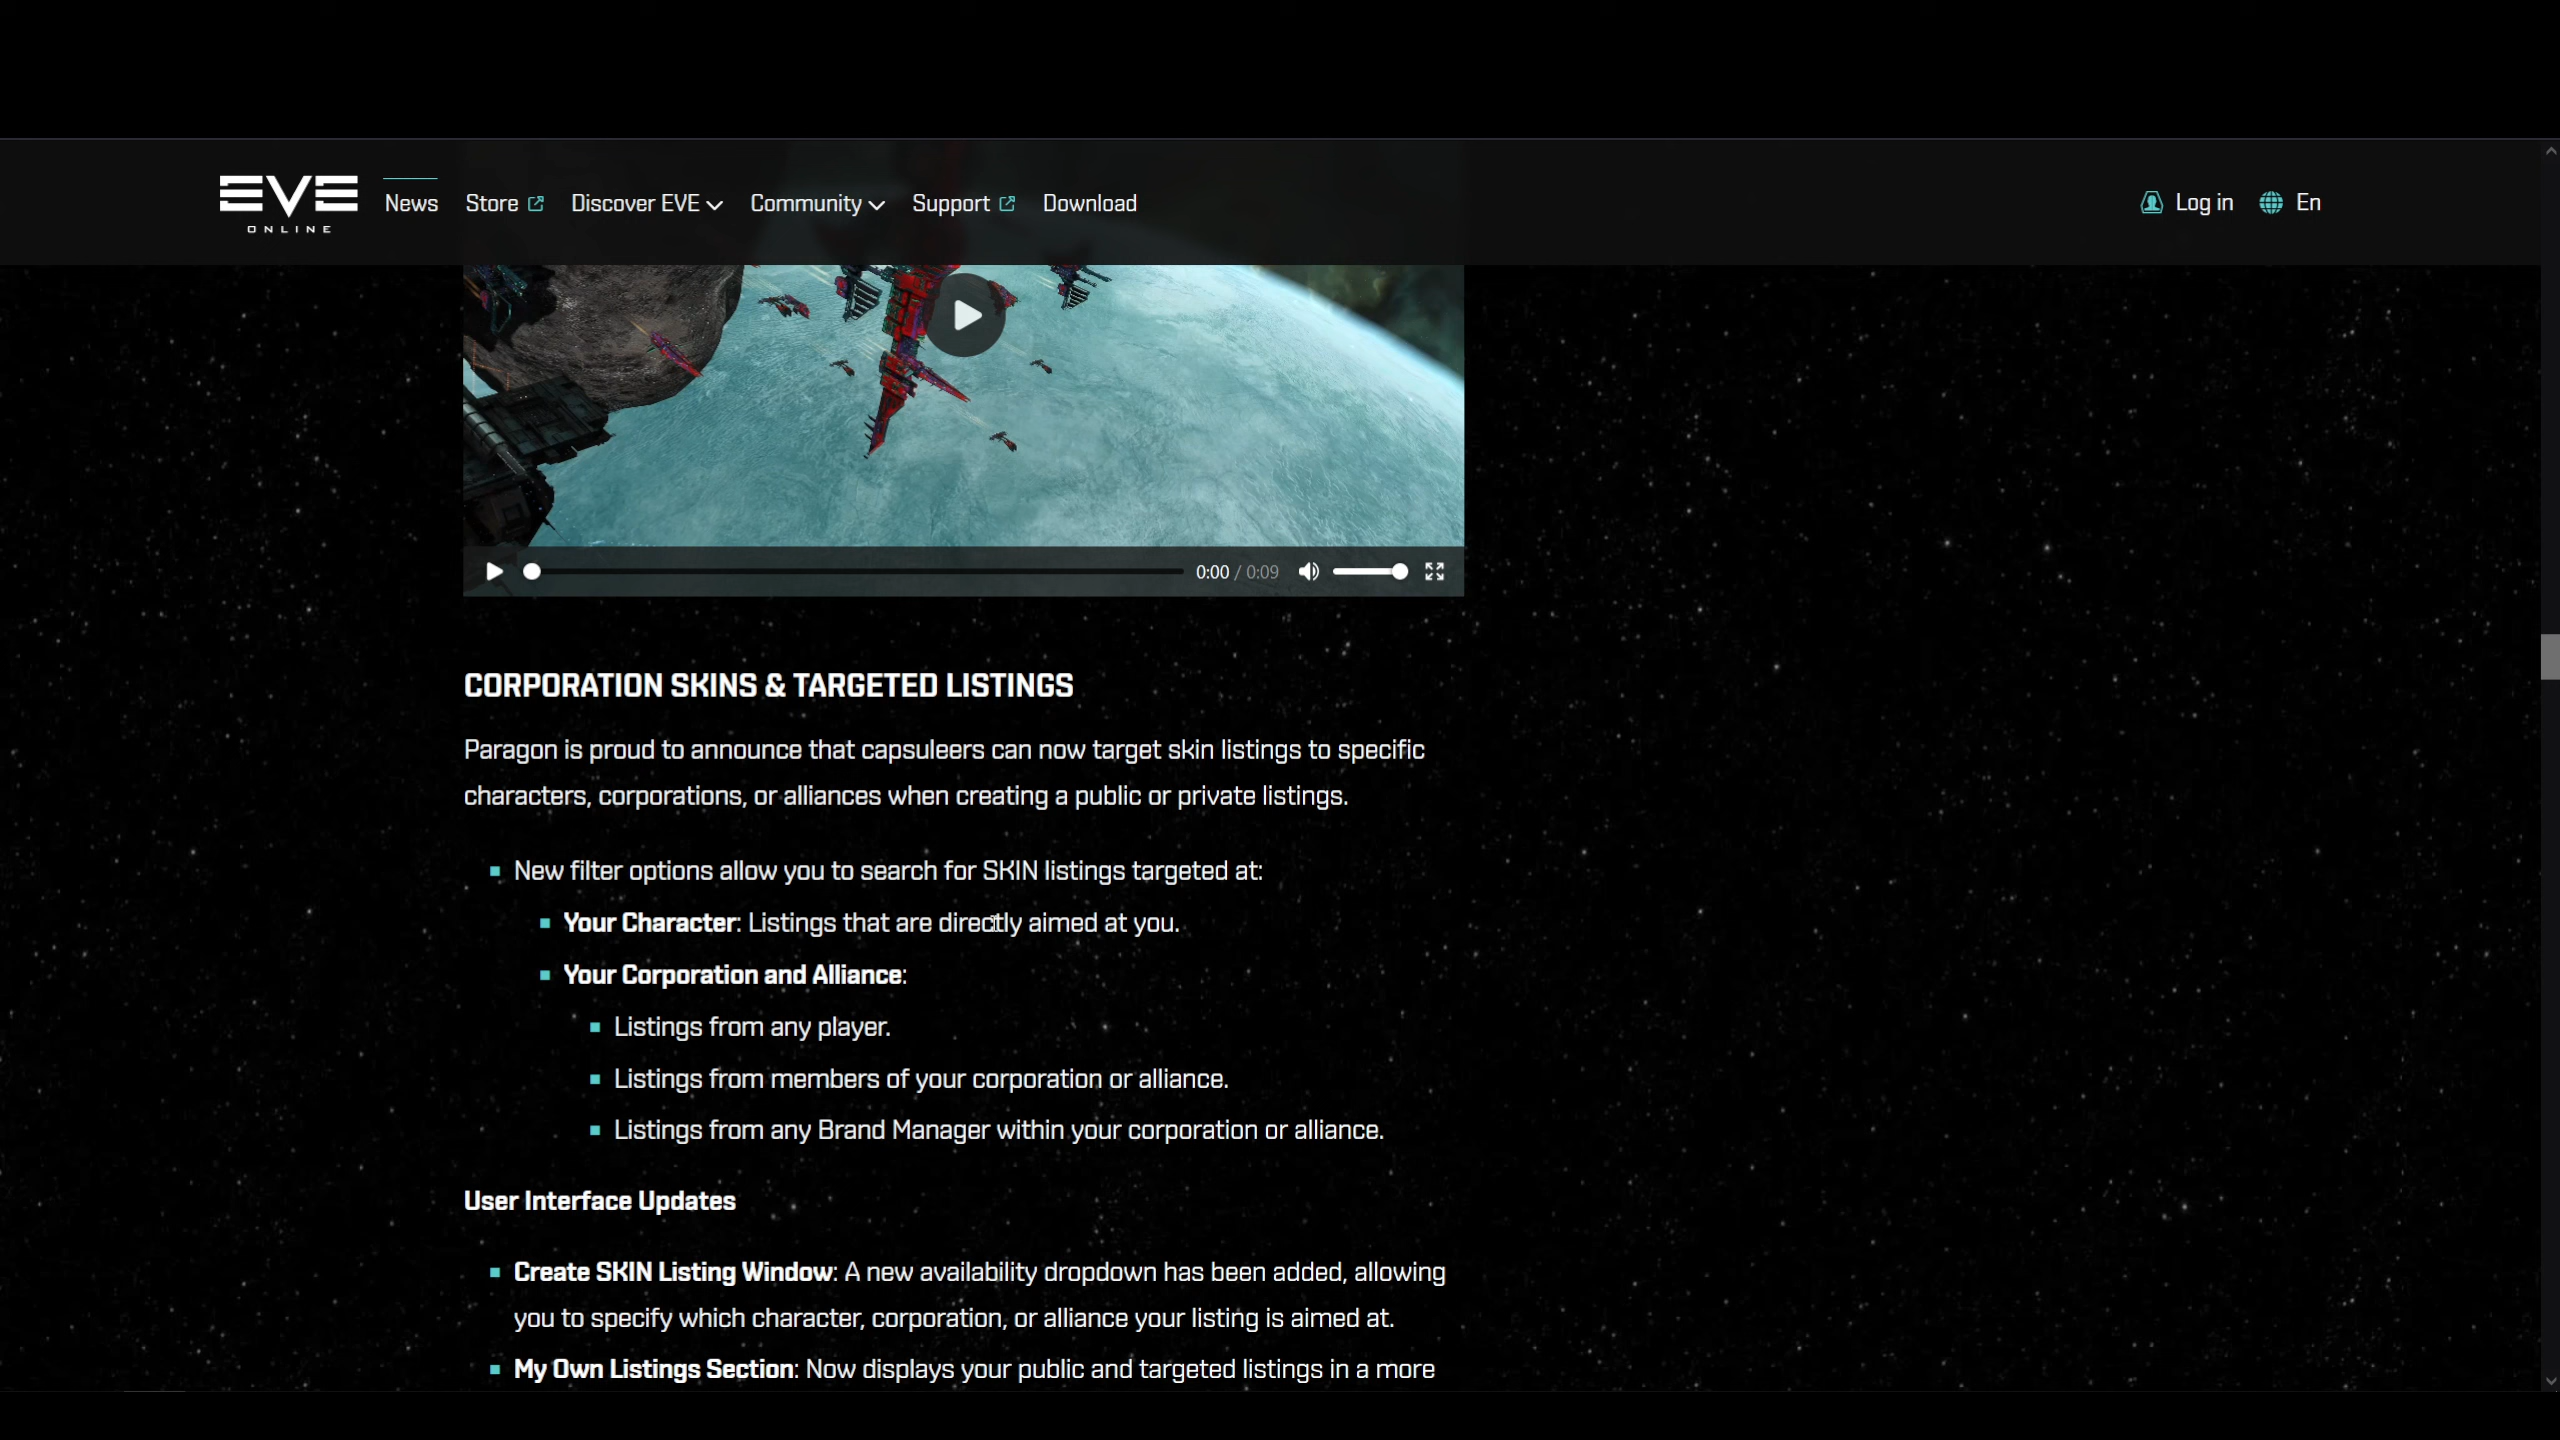 EVE
ONLINE
News Store Discover EVE Community Support Download
Log in En
0:00 / 0:09
CORPORATION SKINS & TARGETED LISTINGS
Paragon is proud to announce that capsuleers can now target skin listings to specific
characters, corporations, or alliances when creating a public or private listings.
New filter options allow you to search for SKIN listings targeted at:
Your Character: Listings that are directly aimed at you.
Your Corporation and Alliance:
Listings from any player.
Listings from members of your corporation or alliance.
Listings from any Brand Manager within your corporation or alliance.
User Interface Updates
Create SKIN Listing Window: A new availability dropdown has been added, allowing
you to specify which character, corporation, or alliance your listing is aimed at.
My Own Listings Section: Now displays your public and targeted listings in a more